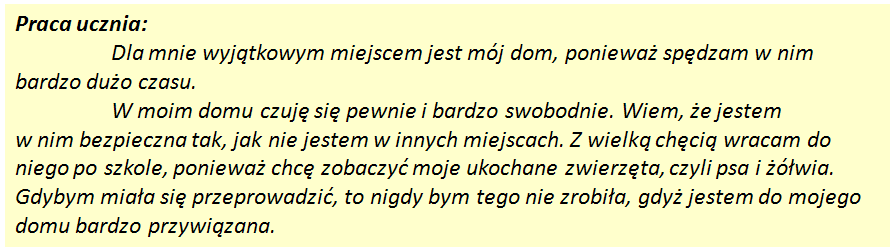 Praca ucznia:
Dla mnie wyjątkowym miejscem jest mój dom, ponieważ spędzam w nim
bardzo dużo czasu.
W moim domu czuję się pewnie i bardzo swobodnie. Wiem, że jestem
w nim bezpieczna tak, jak nie jestem w innych miejscach. Z wielką chęcią wracam do
niego po szkole, ponieważ chcę zobaczyć moje ukochane zwierzęta, czyli psa i żółwia.
Gdybym miała się przeprowadzić, to nigdy bym tego nie zrobiła, gdyż jestem do mojego
domu bardzo przywiązana.